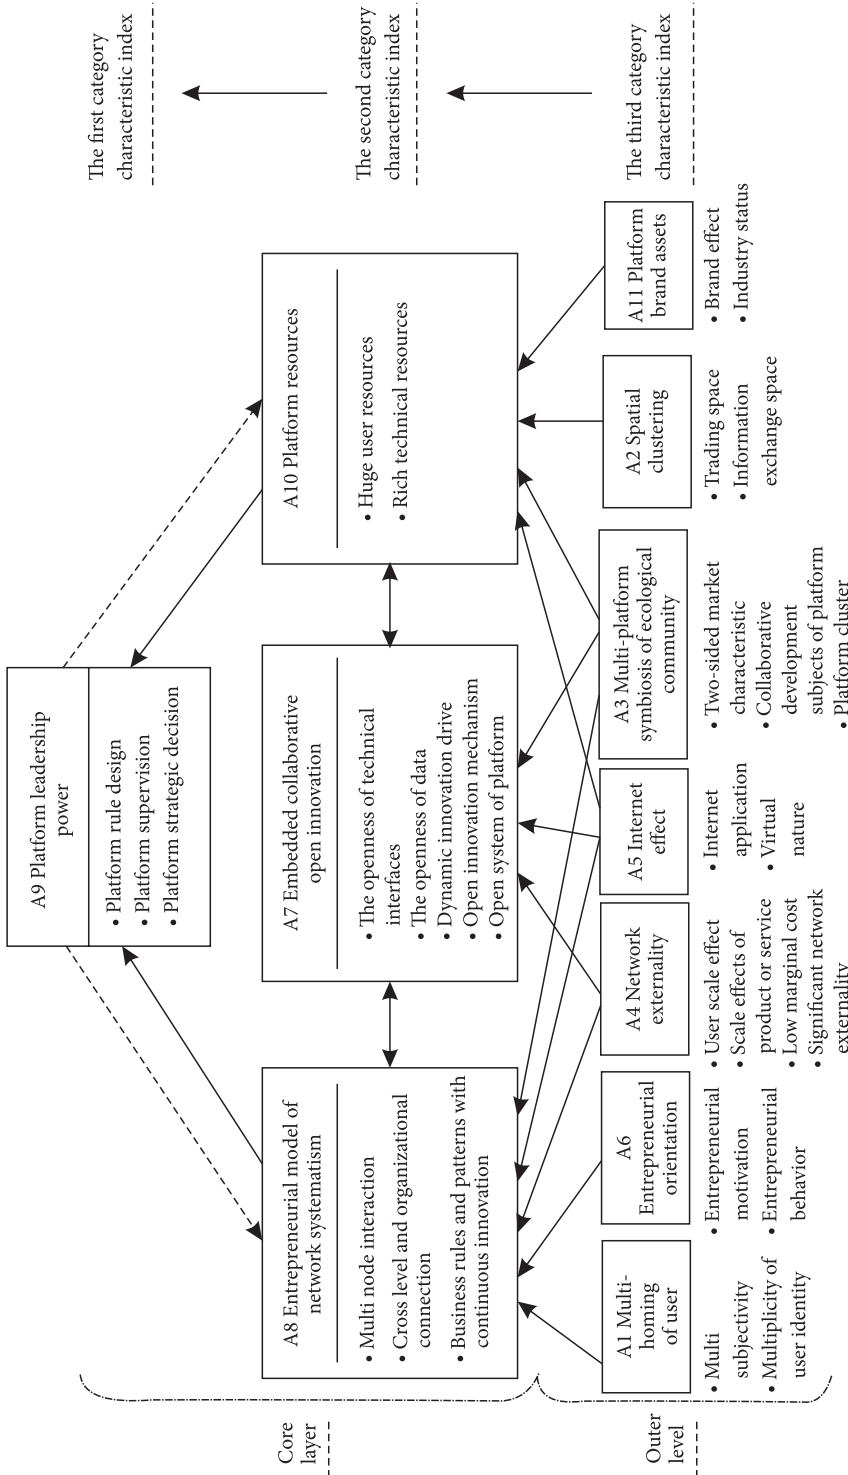 The first category
characteristic index
The second category
characteristic index
The third category
characteristic index
Core
layer
Outer
level
A9 Platform leadership
power
• Platform rule design
• Platform supervision
• Platform strategic decision
A8 Entrepreneurial model of
network systematism
• Multi node interaction
• Cross level and organizational
connection
• Business rules and patterns with
continuous innovation
A7 Embedded collaborative
open innovation
• The openness of technical
interfaces
• The openness of data
• Dynamic innovation drive
• Open innovation mechanism
• Open system of platform
A10 Platform resources
• Huge user resources
• Rich technical resources
A1 Multi-
homing
of user
• Multi
subjectivity
• Multiplicity of
user identity
A6
Entrepreneurial
orientation
• Entrepreneurial
motivation
• Entrepreneurial
behavior
A4 Network
externality
• User scale effect
• Scale effects of
product or service
• Low marginal cost
• Significant network
externality
A5 Internet
effect
• Internet
application
• Virtual
nature
A3 Multi-platform
symbiosis of ecological
community
• Two-sided market
characteristic
• Collaborative
development
subjects of platform
• Platform cluster
A2 Spatial
clustering
• Trading space
• Information
exchange space
A11 Platform
brand assets
• Brand effect
• Industry status